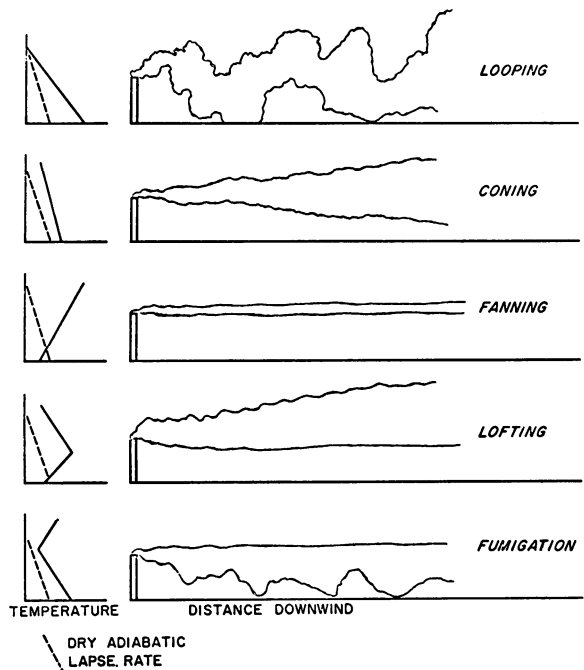 LOOPING
CONING
FANNING
LOFTING
FUMIGATION
TEMPERATURE DISTANCE DOWNWIND
DRY ADIABATIC
LAPSE RATE